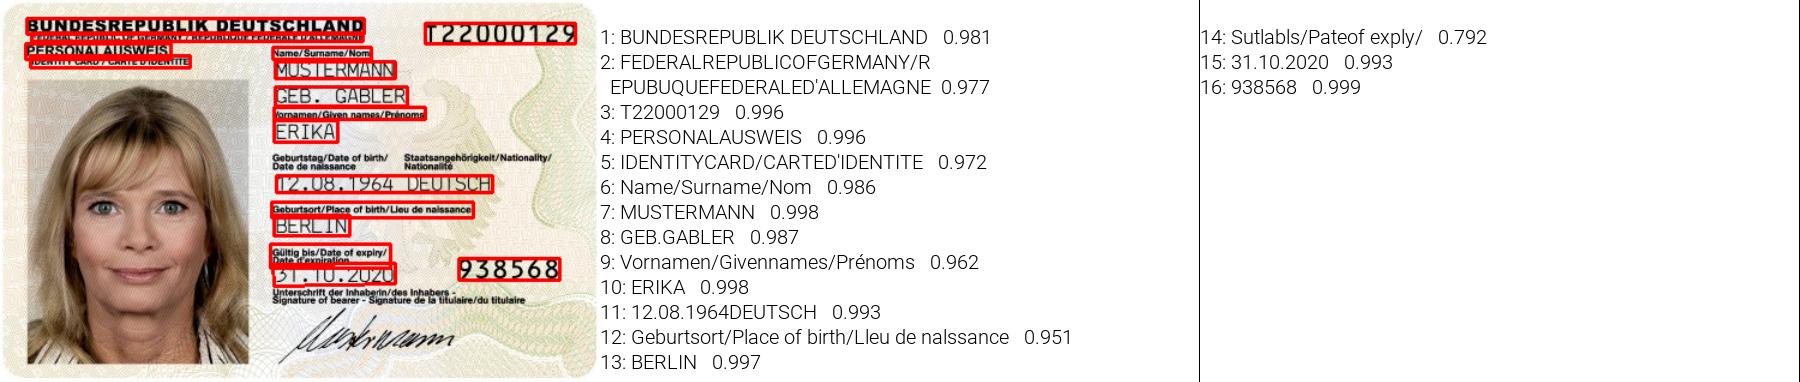 BUNDESREPUBLIK DEUTSCHLAND
FEDERAL REPUBLIC OF GERMANY / REPUBLIQUE FEDERALE D'ALLEMAGNE
T22000129
PERSONALAUSWEIS
IDENTITY CARD / CARTE D'IDENTITE
Name/Surname/Nom
MUSTERMANN
GEB. GABLER
Vornamen/Given names/Prénoms
ERIKA
Geburtstag/Date of birth/ Staatsangehörigkeit/Nationality/
Date de naissance Nationalité
12.08.1964 DEUTSCH
Geburtsort/Place of birth/Lieu de naissance
BERLIN
Gültig bis/Date of expiry/
Date d'expiration
31.10.2020
938568
Unterschrift der Inhaberin/des Inhabers -
Signature of bearer - Signature de la titulaire/du titulaire
Mustermann
1: BUNDESREPUBLIK DEUTSCHLAND 0.981
2: FEDERALREPUBLICOFGERMANY/R
EPUBUQUEFEDERALED'ALLEMAGNE 0.977
3: T22000129 0.996
4: PERSONALAUSWEIS 0.996
5: IDENTITYCARD/CARTED'IDENTITE 0.972
6: Name/Surname/Nom 0.986
7: MUSTERMANN 0.998
8: GEB.GABLER 0.987
9: Vornamen/Givennames/Prénoms 0.962
10: ERIKA 0.998
11: 12.08.1964DEUTSCH 0.993
12: Geburtsort/Place of birth/Lleu de nalssance 0.951
13: BERLIN 0.997
14: Sutlabls/Pateof exply/ 0.792
15: 31.10.2020 0.993
16: 938568 0.999